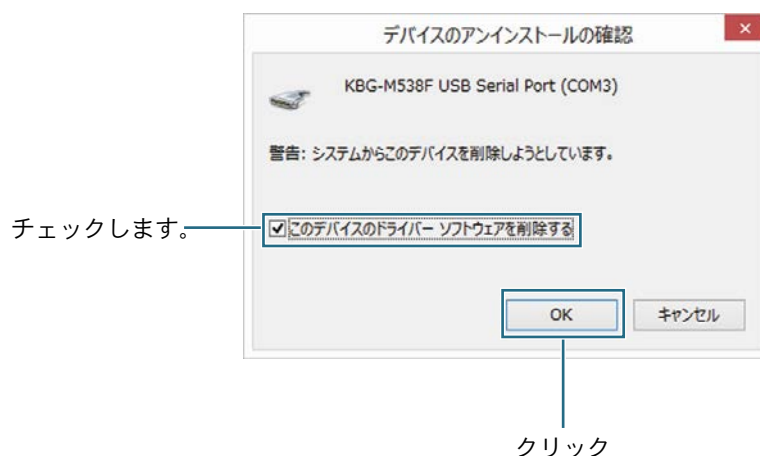 デバイスのアンインストールの確認
KBG-M538F USB Serial Port (COM3)
警告: システムからこのデバイスを削除しようとしています。
チェックします。
このデバイスのドライバー ソフトウェアを削除する
OK
キャンセル
クリック